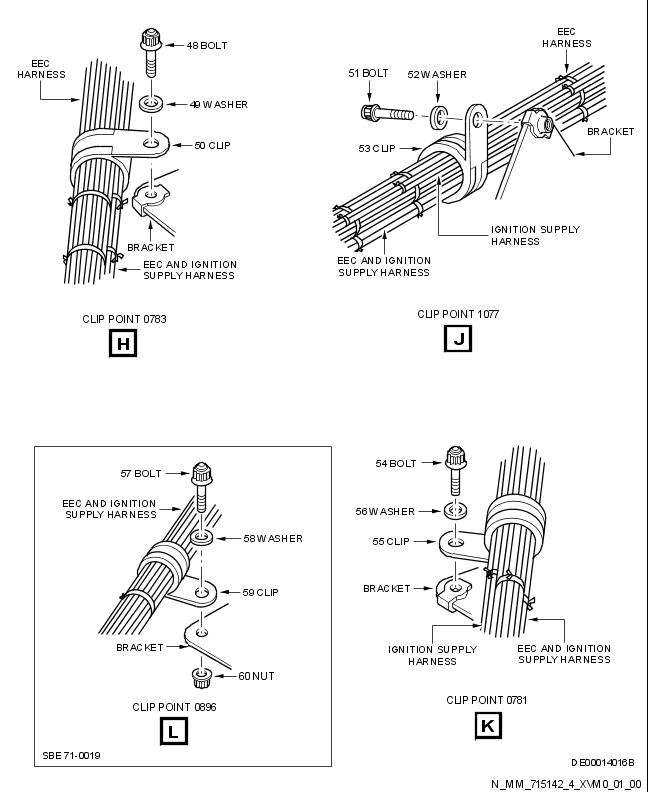 48 BOLT
EEC
HARNESS
49 WASHER
50 CLIP
BRACKET
EEC AND IGNITION
SUPPLY HARNESS
CLIP POINT 0783
H
EEC
HARNESS
51 BOLT
52 WASHER
BRACKET
53 CLIP
IGNITION SUPPLY
HARNESS
EEC AND IGNITION
SUPPLY HARNESS
CLIP POINT 1077
J
57 BOLT
EEC AND IGNITION
SUPPLY HARNESS
58 WASHER
59 CLIP
BRACKET
60 NUT
CLIP POINT 0896
L
SBE 71-0019
54 BOLT
56 WASHER
55 CLIP
BRACKET
IGNITION SUPPLY
HARNESS
EEC AND IGNITION
SUPPLY HARNESS
CLIP POINT 0781
K
DE00014016B
N_MM_715142_4_XVM0_01_00